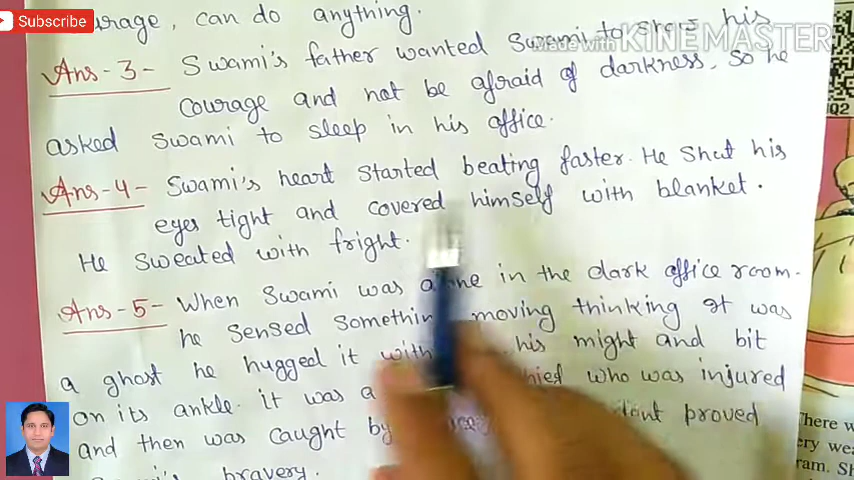 Subscribe
courage, can do anything.
Made with KINEMASTER
Ans-3- Swami's father wanted Swami to show his
courage and not be afraid of darkness, so he
asked Swami to sleep in his office.
Ans-4- Swami's heart started beating faster. He shut his
eyes tight and covered himself with blanket.
He sweated with fright.
Ans-5- When Swami was alone in the dark office room.
he sensed something moving thinking It was
a ghost he hugged it with his might and bit
on its ankle. it was a who was injured
and then was caught by proved
bravery.
Q2
There w
ery wea
ram. Sh